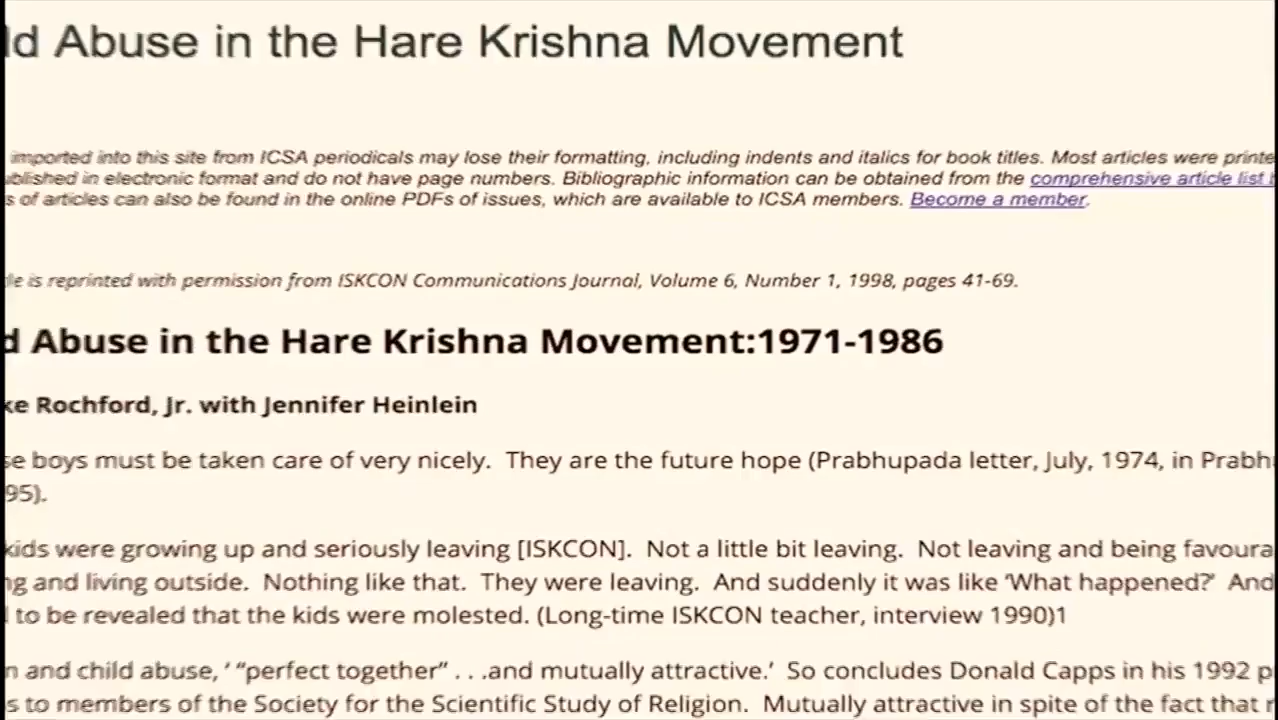 ld Abuse in the Hare Krishna Movement
imported into this site from ICSA periodicals may lose their formatting, including indents and italics for book titles. Most articles were printe
ublished in electronic format and do not have page numbers. Bibliographic information can be obtained from the comprehensive article list
s of articles can also be found in the online PDFs of issues, which are available to ICSA members. Become a member.
le is reprinted with permission from ISKCON Communications Journal, Volume 6, Number 1, 1998, pages 41-69.
d Abuse in the Hare Krishna Movement:1971-1986
ke Rochford, Jr. with Jennifer Heinlein
se boys must be taken care of very nicely. They are the future hope (Prabhupada letter, July, 1974, in Prabh
95).
kids were growing up and seriously leaving [ISKCON]. Not a little bit leaving. Not leaving and being favoura
ng and living outside. Nothing like that. They were leaving. And suddenly it was like ‘What happened?’ And
to be revealed that the kids were molested. (Long-time ISKCON teacher, interview 1990)1
n and child abuse, ‘ “perfect together” . . .and mutually attractive.’ So concludes Donald Capps in his 1992 p
s to members of the Society for the Scientific Study of Religion. Mutually attractive in spite of the fact that